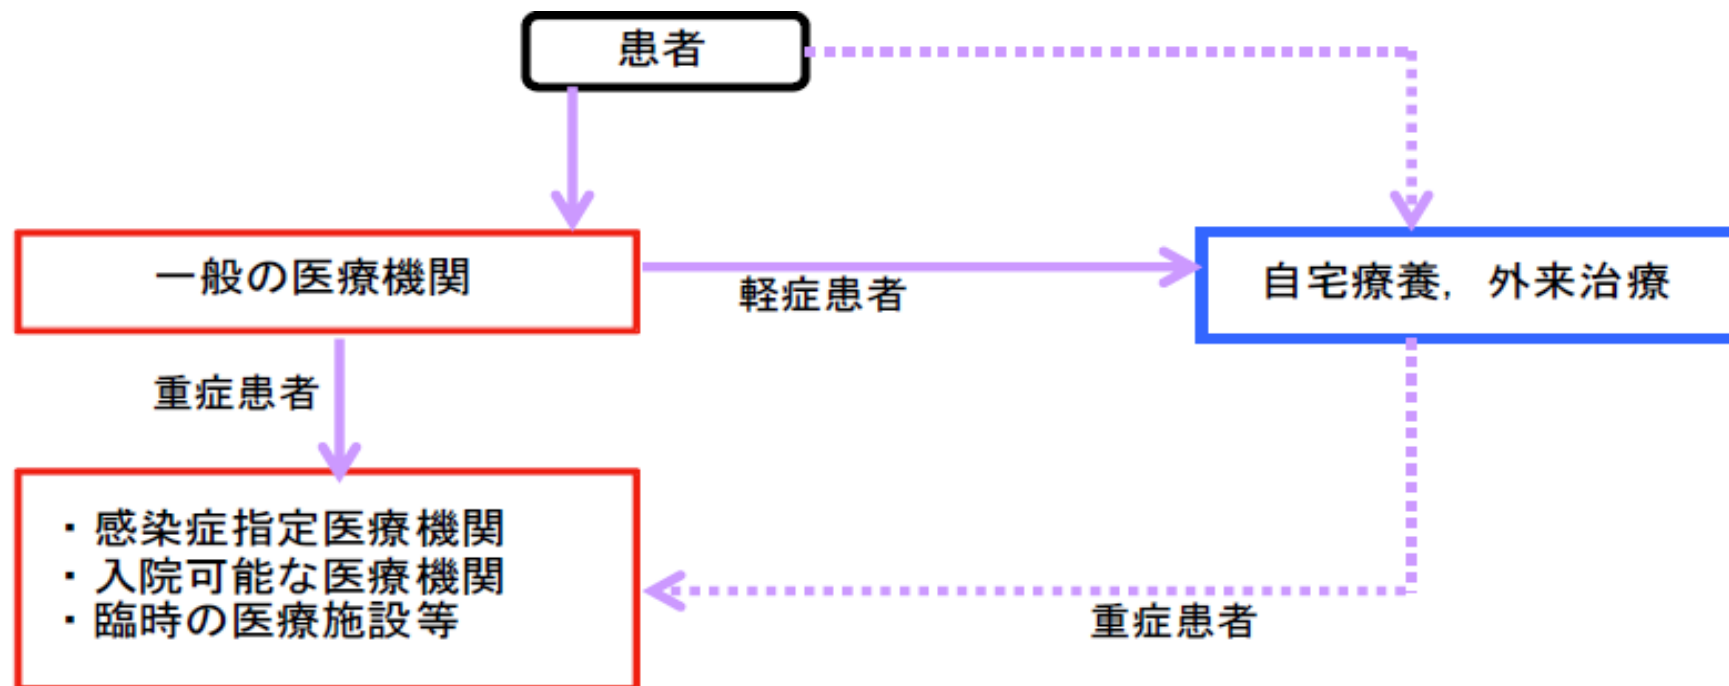 患者
一般の医療機関
軽症患者
自宅療養，外来治療
重症患者
・感染症指定医療機関
・入院可能な医療機関
・臨時の医療施設等
重症患者